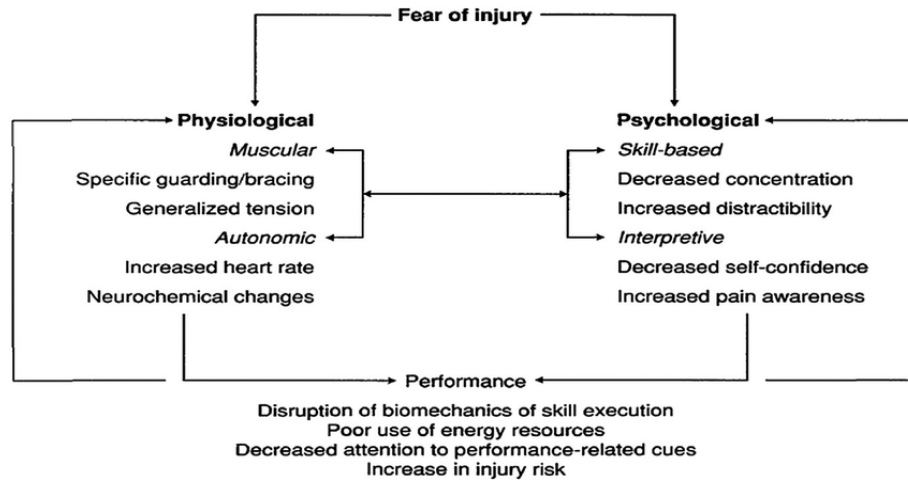 Fear of injury
Physiological
Muscular
Specific guarding/bracing
Generalized tension
Autonomic
Increased heart rate
Neurochemical changes
Psychological
Skill-based
Decreased concentration
Increased distractibility
Interpretive
Decreased self-confidence
Increased pain awareness
Performance
Disruption of biomechanics of skill execution
Poor use of energy resources
Decreased attention to performance-related cues
Increase in injury risk